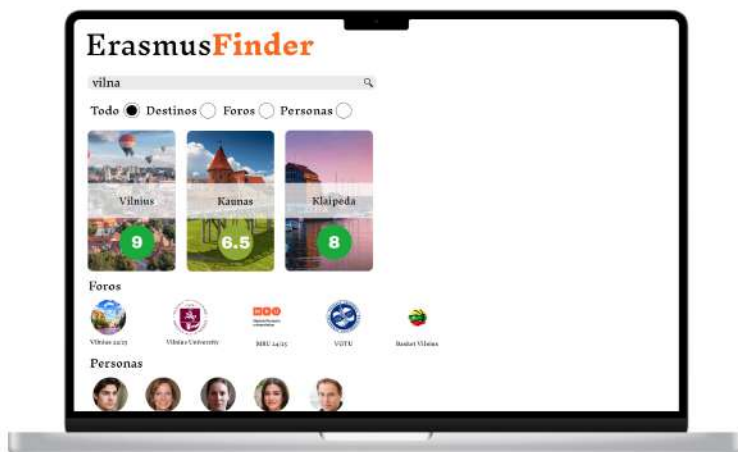 ErasmusFinder
vilna
Todo Destinos Foros Personas
Vilnius Kaunas Klaipeda
9 6.5 8
Foros
MRU
Vilnius 24/25 Vilnius University MRU 24/25 VGTU Basket Vilnius
Personas